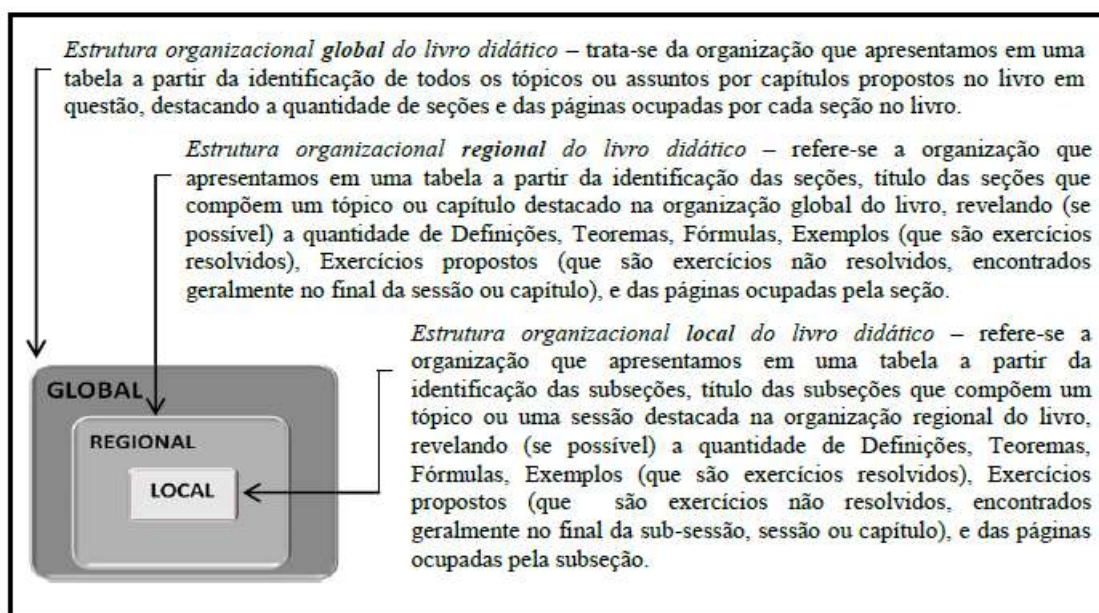 Estrutura organizacional global do livro didático – trata-se da organização que apresentamos em uma
tabela a partir da identificação de todos os tópicos ou assuntos por capítulos propostos no livro em
questão, destacando a quantidade de seções e das páginas ocupadas por cada seção no livro.
Estrutura organizacional regional do livro didático – refere-se a organização que
apresentamos em uma tabela a partir da identificação das seções, título das seções que
compõem um tópico ou capítulo destacado na organização global do livro, revelando (se
possível) a quantidade de Definições, Teoremas, Fórmulas, Exemplos (que são exercícios
resolvidos), Exercícios propostos (que são exercícios não resolvidos, encontrados
geralmente no final da sessão ou capítulo), e das páginas ocupadas pela seção.
Estrutura organizacional local do livro didático – refere-se a
organização que apresentamos em uma tabela a partir da
identificação das subseções, título das subseções que compõem um
tópico ou uma sessão destacada na organização regional do livro,
revelando (se possível) a quantidade de Definições, Teoremas,
Fórmulas, Exemplos (que são exercícios resolvidos), Exercícios
propostos (que são exercícios não resolvidos, encontrados
geralmente no final da sub-sessão, sessão ou capítulo), e das páginas
ocupadas pela subseção.
GLOBAL
REGIONAL
LOCAL